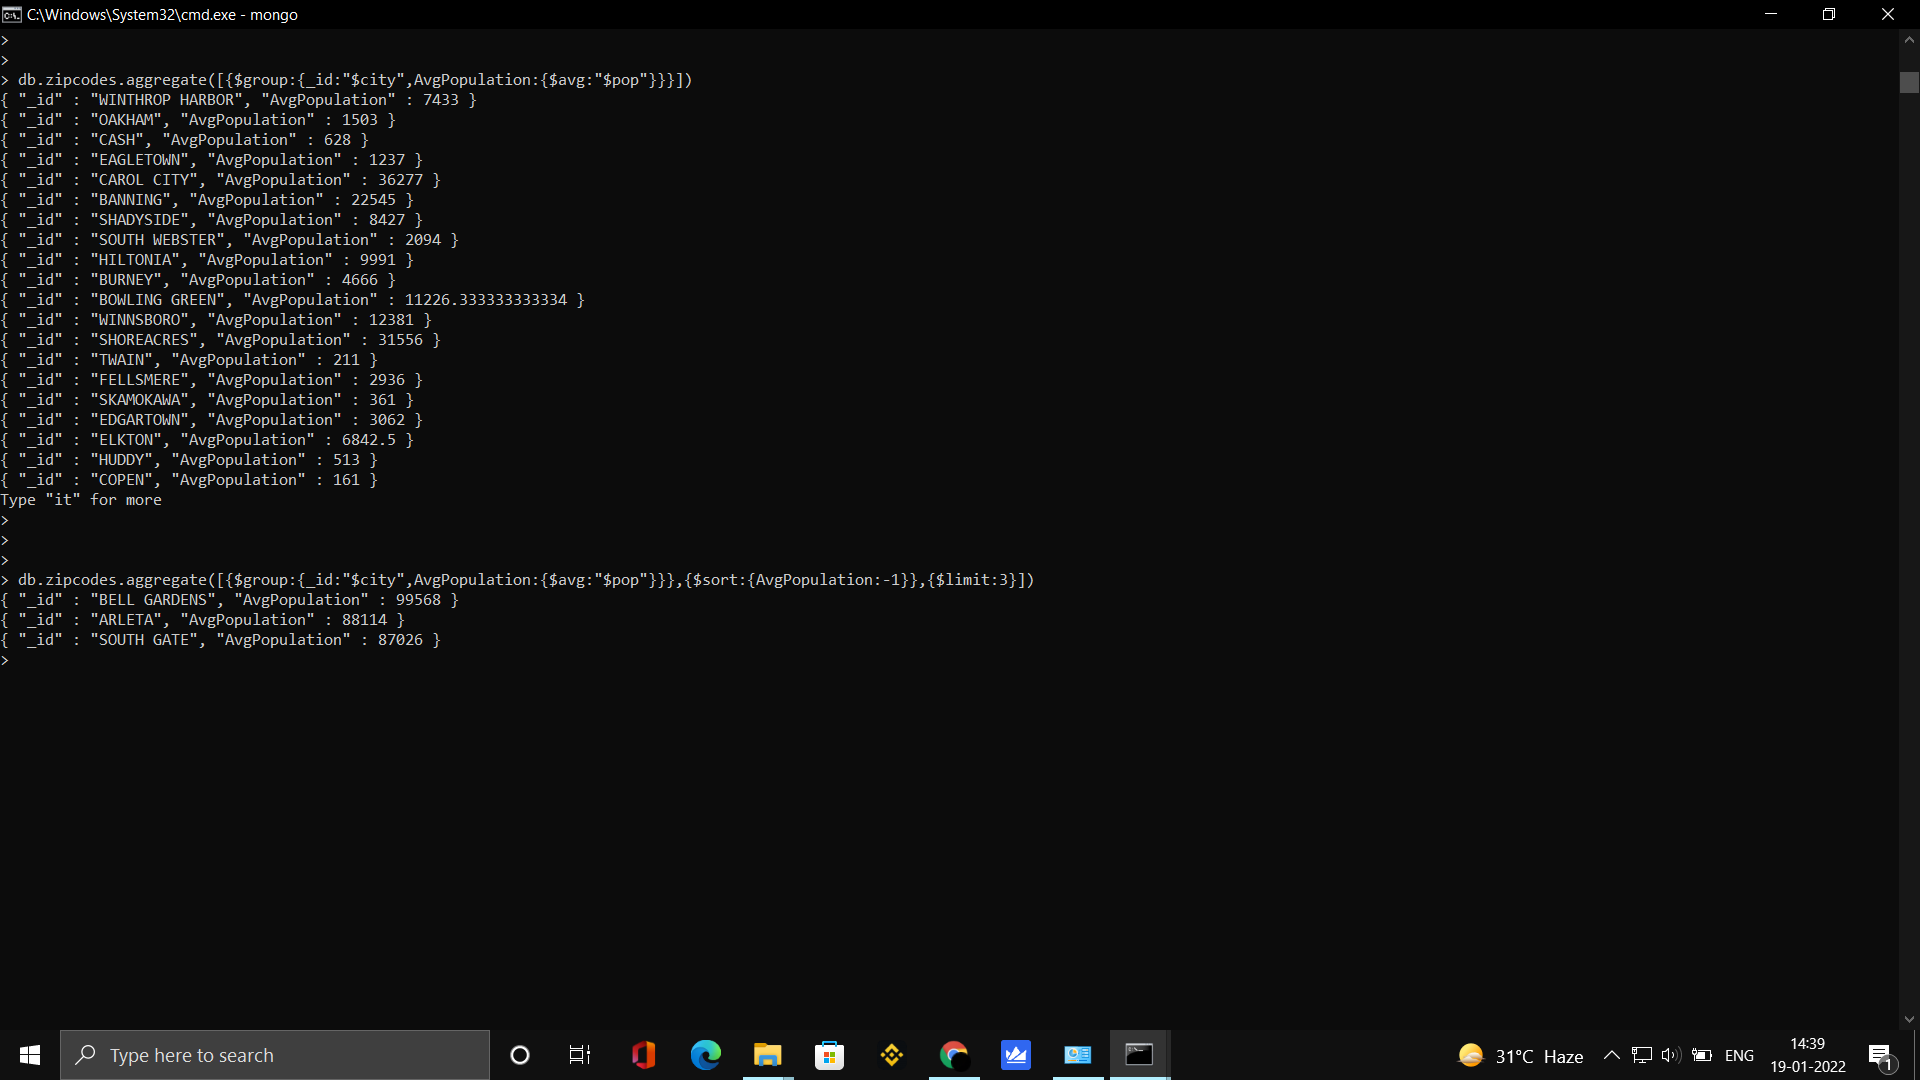 C:\Windows\System32\cmd.exe - mongo
>
>
> db.zipcodes.aggregate([{$group:{_id:"$city",AvgPopulation:{$avg:"$pop"}}}])
{ "_id" : "WINTHROP HARBOR", "AvgPopulation" : 7433 }
{ "_id" : "OAKHAM", "AvgPopulation" : 1503 }
{ "_id" : "CASH", "AvgPopulation" : 628 }
{ "_id" : "EAGLETOWN", "AvgPopulation" : 1237 }
{ "_id" : "CAROL CITY", "AvgPopulation" : 36277 }
{ "_id" : "BANNING", "AvgPopulation" : 22545 }
{ "_id" : "SHADYSIDE", "AvgPopulation" : 8427 }
{ "_id" : "SOUTH WEBSTER", "AvgPopulation" : 2094 }
{ "_id" : "HILTONIA", "AvgPopulation" : 9991 }
{ "_id" : "BURNEY", "AvgPopulation" : 4666 }
{ "_id" : "BOWLING GREEN", "AvgPopulation" : 11226.333333333334 }
{ "_id" : "WINNSBORO", "AvgPopulation" : 12381 }
{ "_id" : "SHOREACRES", "AvgPopulation" : 31556 }
{ "_id" : "TWAIN", "AvgPopulation" : 211 }
{ "_id" : "FELLSMERE", "AvgPopulation" : 2936 }
{ "_id" : "SKAMOKAWA", "AvgPopulation" : 361 }
{ "_id" : "EDGARTOWN", "AvgPopulation" : 3062 }
{ "_id" : "ELKTON", "AvgPopulation" : 6842.5 }
{ "_id" : "HUDDY", "AvgPopulation" : 513 }
{ "_id" : "COPEN", "AvgPopulation" : 161 }
Type "it" for more
>
>
>
> db.zipcodes.aggregate([{$group:{_id:"$city",AvgPopulation:{$avg:"$pop"}}},{$sort:{AvgPopulation:-1}},{$limit:3}])
{ "_id" : "BELL GARDENS", "AvgPopulation" : 99568 }
{ "_id" : "ARLETA", "AvgPopulation" : 88114 }
{ "_id" : "SOUTH GATE", "AvgPopulation" : 87026 }
>
Type here to search
31°C Haze
ENG
14:39
19-01-2022
1